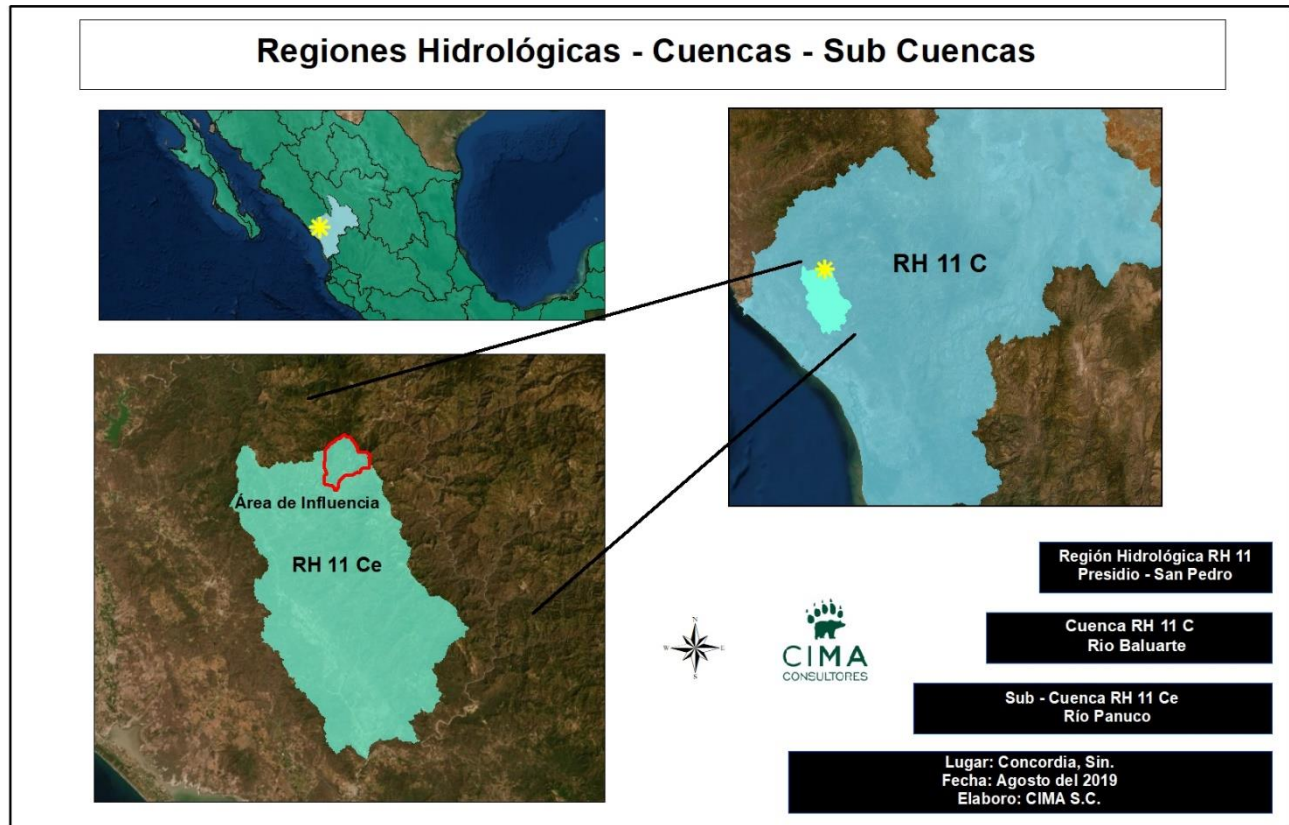 Regiones Hidrológicas - Cuencas - Sub Cuencas
RH 11 C
Área de Influencia
RH 11 Ce
N
W
E
S
CIMA
CONSULTORES
Región Hidrológica RH 11
Presidio - San Pedro
Cuenca RH 11 C
Rio Baluarte
Sub - Cuenca RH 11 Ce
Río Panuco
Lugar: Concordia, Sin.
Fecha: Agosto del 2019
Elaboro: CIMA S.C.